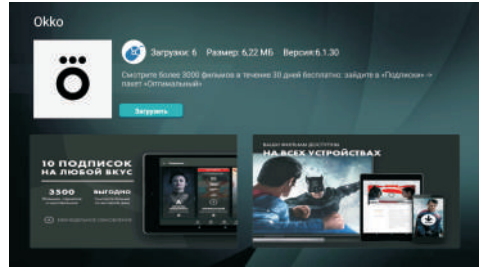 Okko
Загрузки: 6 Размер: 6,22 МБ Версия:6.1.30
Смотрите более 3000 фильмов в течение 30 дней бесплатно: зайдите в «Подписки» ->
пакет «Оптимальный»
Загрузить
10 ПОДПИСОК
НА ЛЮБОЙ ВКУС
3500
ВЫГОДНО
ВАШИ ФИЛЬМЫ ДОСТУПНЫ
НА ВСЕХ УСТРОЙСТВАХ